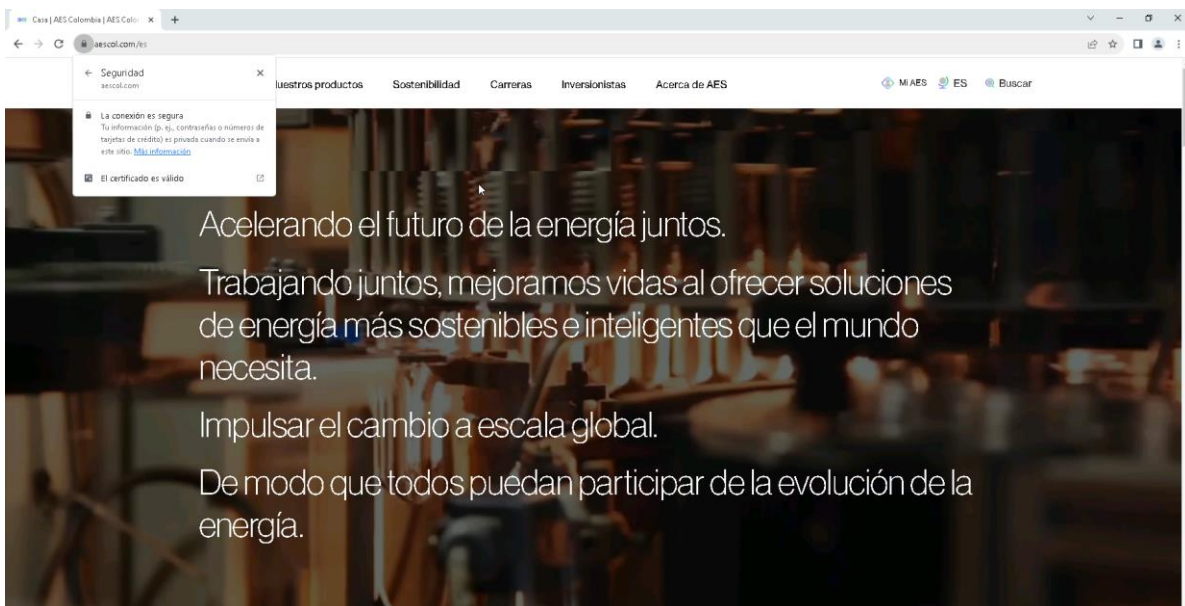 Casa | AES Colombia | AES Color
aescol.com/es
Seguridad
aescol.com
La conexión es segura
Tu información (p. ej., contraseñas o números de
tarjetas de crédito) es privada cuando se envía a
este sitio. Más información
El certificado es válido
uestros productos Sostenibilidad Carreras Inversionistas Acerca de AES Mi AES ES Buscar
Acelerando el futuro de la energía juntos.
Trabajando juntos, mejoramos vidas al ofrecer soluciones
de energía más sostenibles e inteligentes que el mundo
necesita.
Impulsar el cambio a escala global.
De modo que todos puedan participar de la evolución de la
energía.